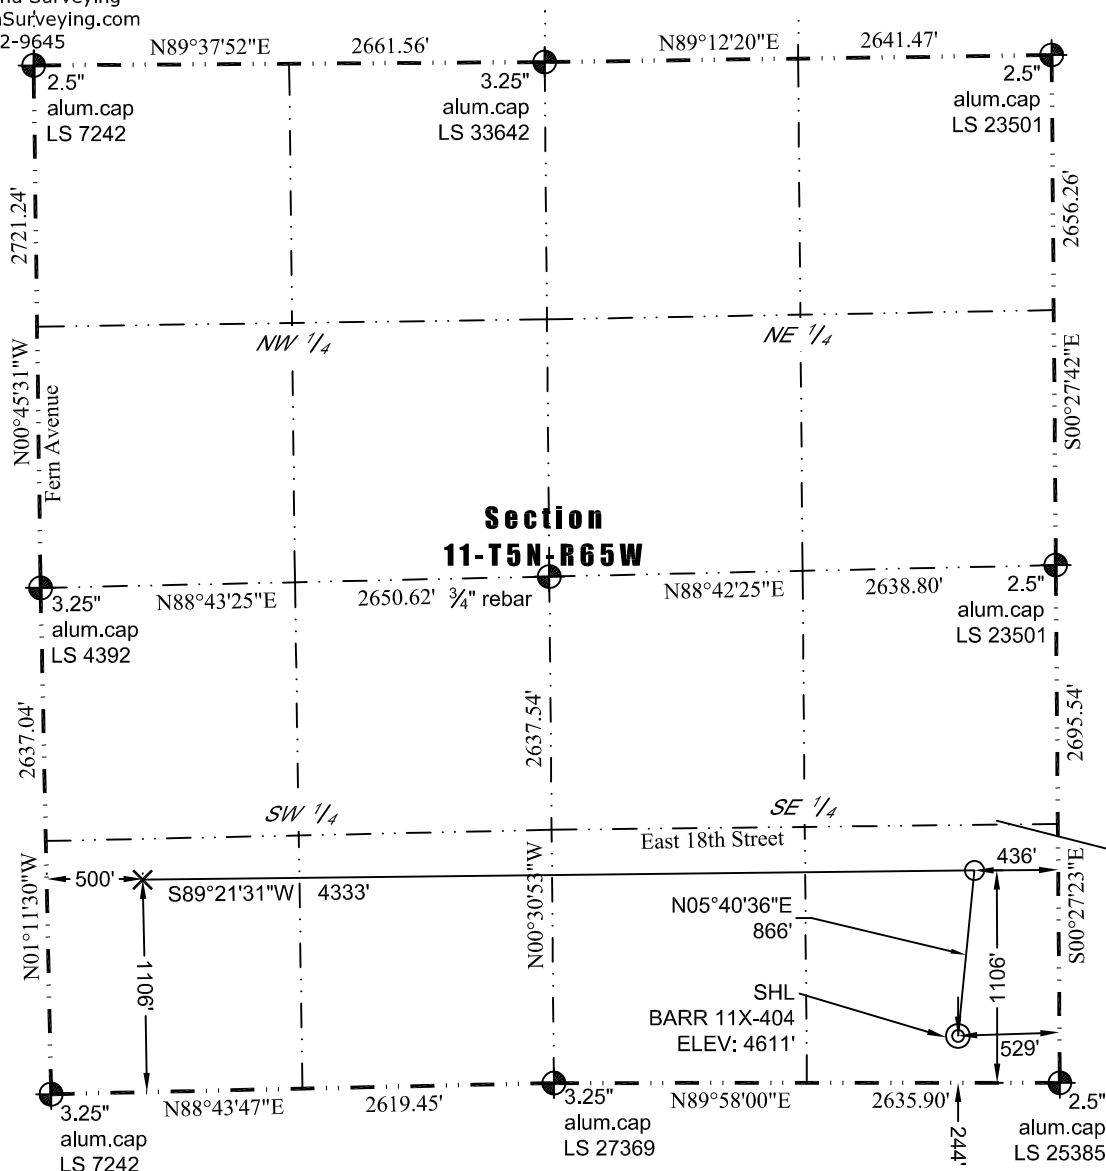 Surveying
Surveying.com
2-9645
N89°37'52"E 2661.56' N89°12'20"E 2641.47'
2.5"
alum.cap
LS 7242
3.25"
alum.cap
LS 33642
2.5"
alum.cap
LS 23501
2721.24'
2656.26'
NW 1/4
NE 1/4
N00°45'31"W
Fern Avenue
S00°27'42"E
Section
11-T5N-R65W
3.25"
alum.cap
LS 4392
N88°43'25"E 2650.62' ¾" rebar N88°42'25"E 2638.80'
2.5"
alum.cap
LS 23501
2637.04'
2637.54'
2695.54'
SW 1/4
SE 1/4
East 18th Street
N01°11'30"W
500'
S89°21'31"W 4333'
1106'
N00°30'53"W
436'
N05°40'36"E
866'
1106'
S00°27'23"E
SHL
BARR 11X-404
ELEV: 4611'
529'
244'
3.25"
alum.cap
LS 7242
N88°43'47"E 2619.45'
3.25"
alum.cap
LS 27369
N89°58'00"E 2635.90'
2.5"
alum.cap
LS 25385